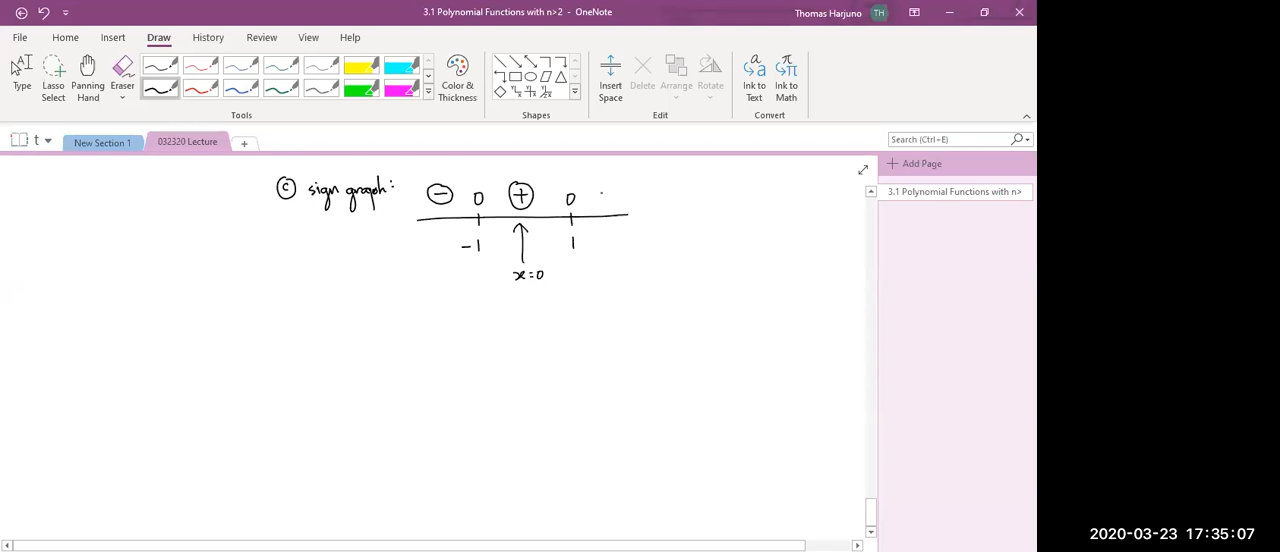 3.1 Polynomial Functions with n>2 - OneNote
Thomas Harjuno TH
File Home Insert Draw History Review View Help
Type
Lasso Select
Panning Hand
Eraser
Tools
Color & Thickness
Shapes
Insert Space
Delete
Arrange
Rotate
Edit
Ink to Text
Ink to Math
Convert
t
New Section 1
032320 Lecture
Search (Ctrl+E)
Add Page
3.1 Polynomial Functions with n>
ⓒ sign graph: ⊖ 0 ⊕ 0
-1 1
x=0
2020-03-23 17:35:07